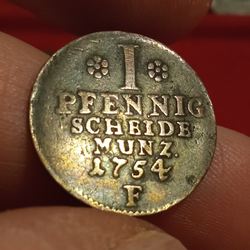 I
PFENNIG
SCHEIDE
MUNZ.
1754
F